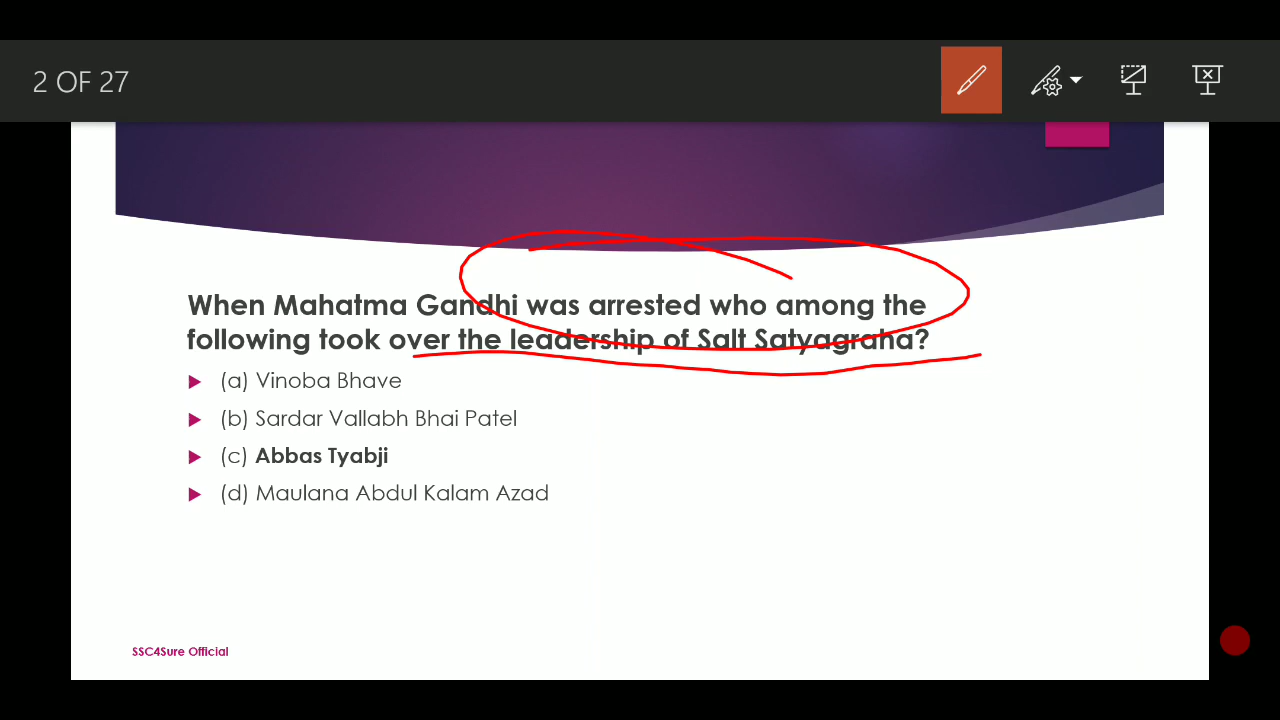 2 OF 27
When Mahatma Gandhi was arrested who among the
following took over the leadership of Salt Satyagraha?
(a) Vinoba Bhave
(b) Sardar Vallabh Bhai Patel
(c) Abbas Tyabji
(d) Maulana Abdul Kalam Azad
SSC4Sure Official